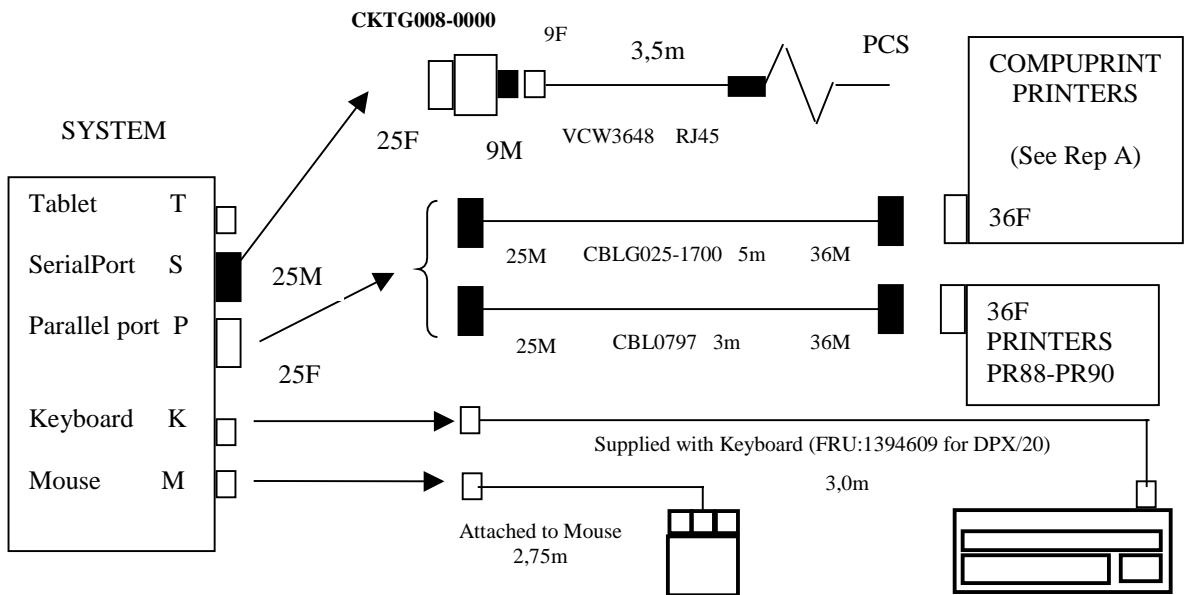 CKTG008-0000
9F
3,5m
PCS
COMPUPRINT
PRINTERS
(See Rep A)
36F
SYSTEM
25F
9M
VCW3648 RJ45
Tablet T
SerialPort S
25M
Parallel port P
25F
25M
CBLG025-1700 5m
36M
25M
CBL0797 3m
36M
36F
PRINTERS
PR88-PR90
Keyboard K
Supplied with Keyboard (FRU:1394609 for DPX/20)
3,0m
Mouse M
Attached to Mouse
2,75m